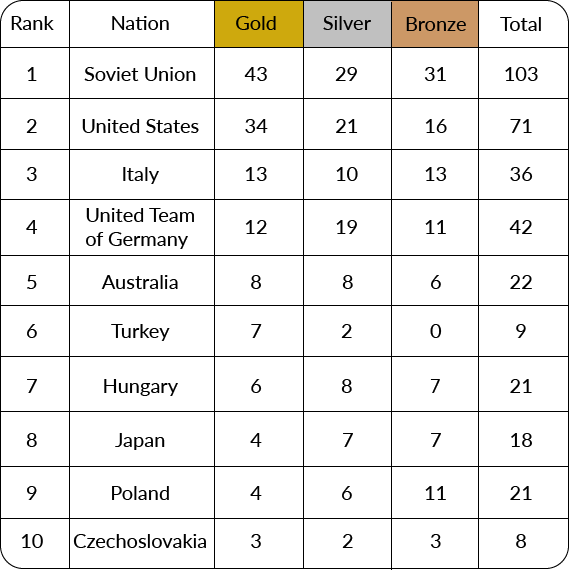 Rank Nation Gold Silver Bronze Total
1 Soviet Union 43 29 31 103
2 United States 34 21 16 71
3 Italy 13 10 13 36
4 United Team of Germany 12 19 11 42
5 Australia 8 8 6 22
6 Turkey 7 2 0 9
7 Hungary 6 8 7 21
8 Japan 4 7 7 18
9 Poland 4 6 11 21
10 Czechoslovakia 3 2 3 8